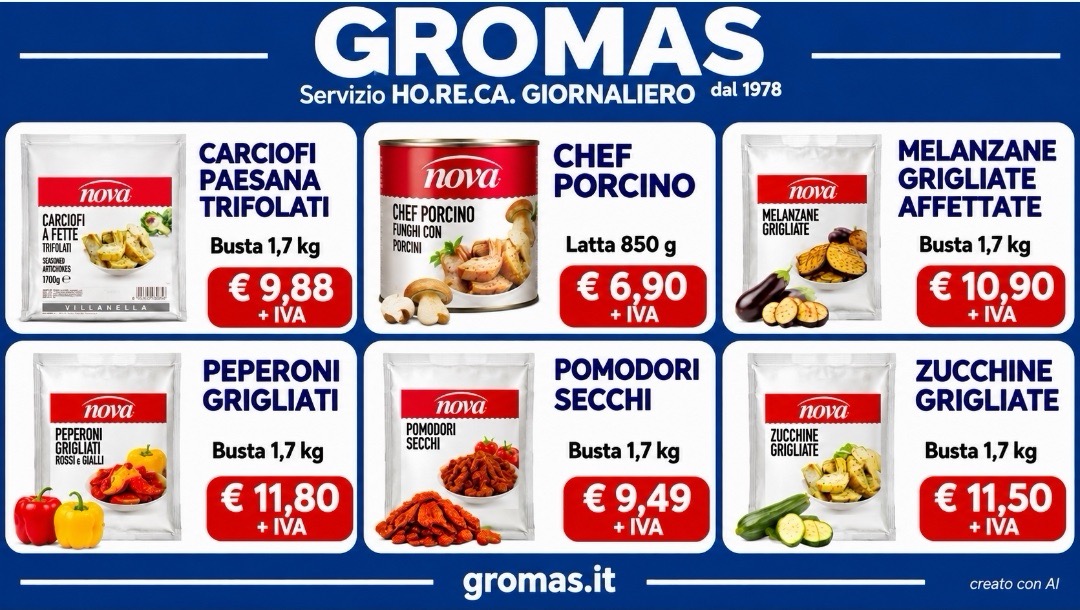 GROMAS
Servizio HO.RE.CA. GIORNALIERO dal 1978
nova
CARCIOFI
A FETTE
TRIFOLATI
SEASONED
ARTICHOKES
1700g e
VILLANELLA
CARCIOFI
PAESANA
TRIFOLATI
Busta 1,7 kg
€ 9,88
+ IVA
nova
CHEF PORCINO
FUNGHI CON
PORCINI
CHEF
PORCINO
Latta 850 g
€ 6,90
+ IVA
nova
MELANZANE
GRIGLIATE
MELANZANE
GRIGLIATE
AFFETTATE
Busta 1,7 kg
€ 10,90
+ IVA
nova
PEPERONI
GRIGLIATI
ROSSI e GIALLI
PEPERONI
GRIGLIATI
Busta 1,7 kg
€ 11,80
+ IVA
nova
POMODORI
SECCHI
POMODORI
SECCHI
Busta 1,7 kg
€ 9,49
+ IVA
nova
ZUCCHINE
GRIGLIATE
ZUCCHINE
GRIGLIATE
Busta 1,7 kg
€ 11,50
+ IVA
gromas.it
creato con AI